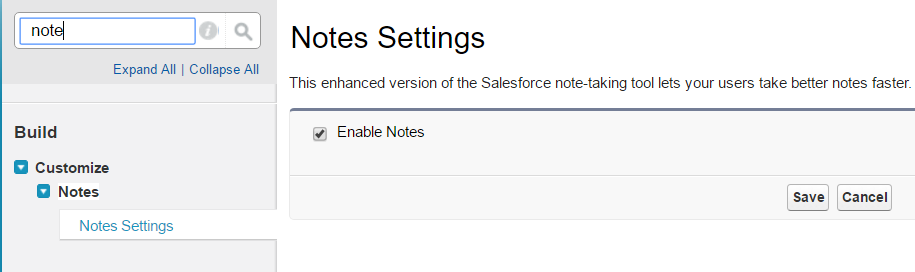 note
Expand All | Collapse All
Build
Customize
Notes
Notes Settings
Notes Settings
This enhanced version of the Salesforce note-taking tool lets your users take better notes faster.
Enable Notes
Save Cancel